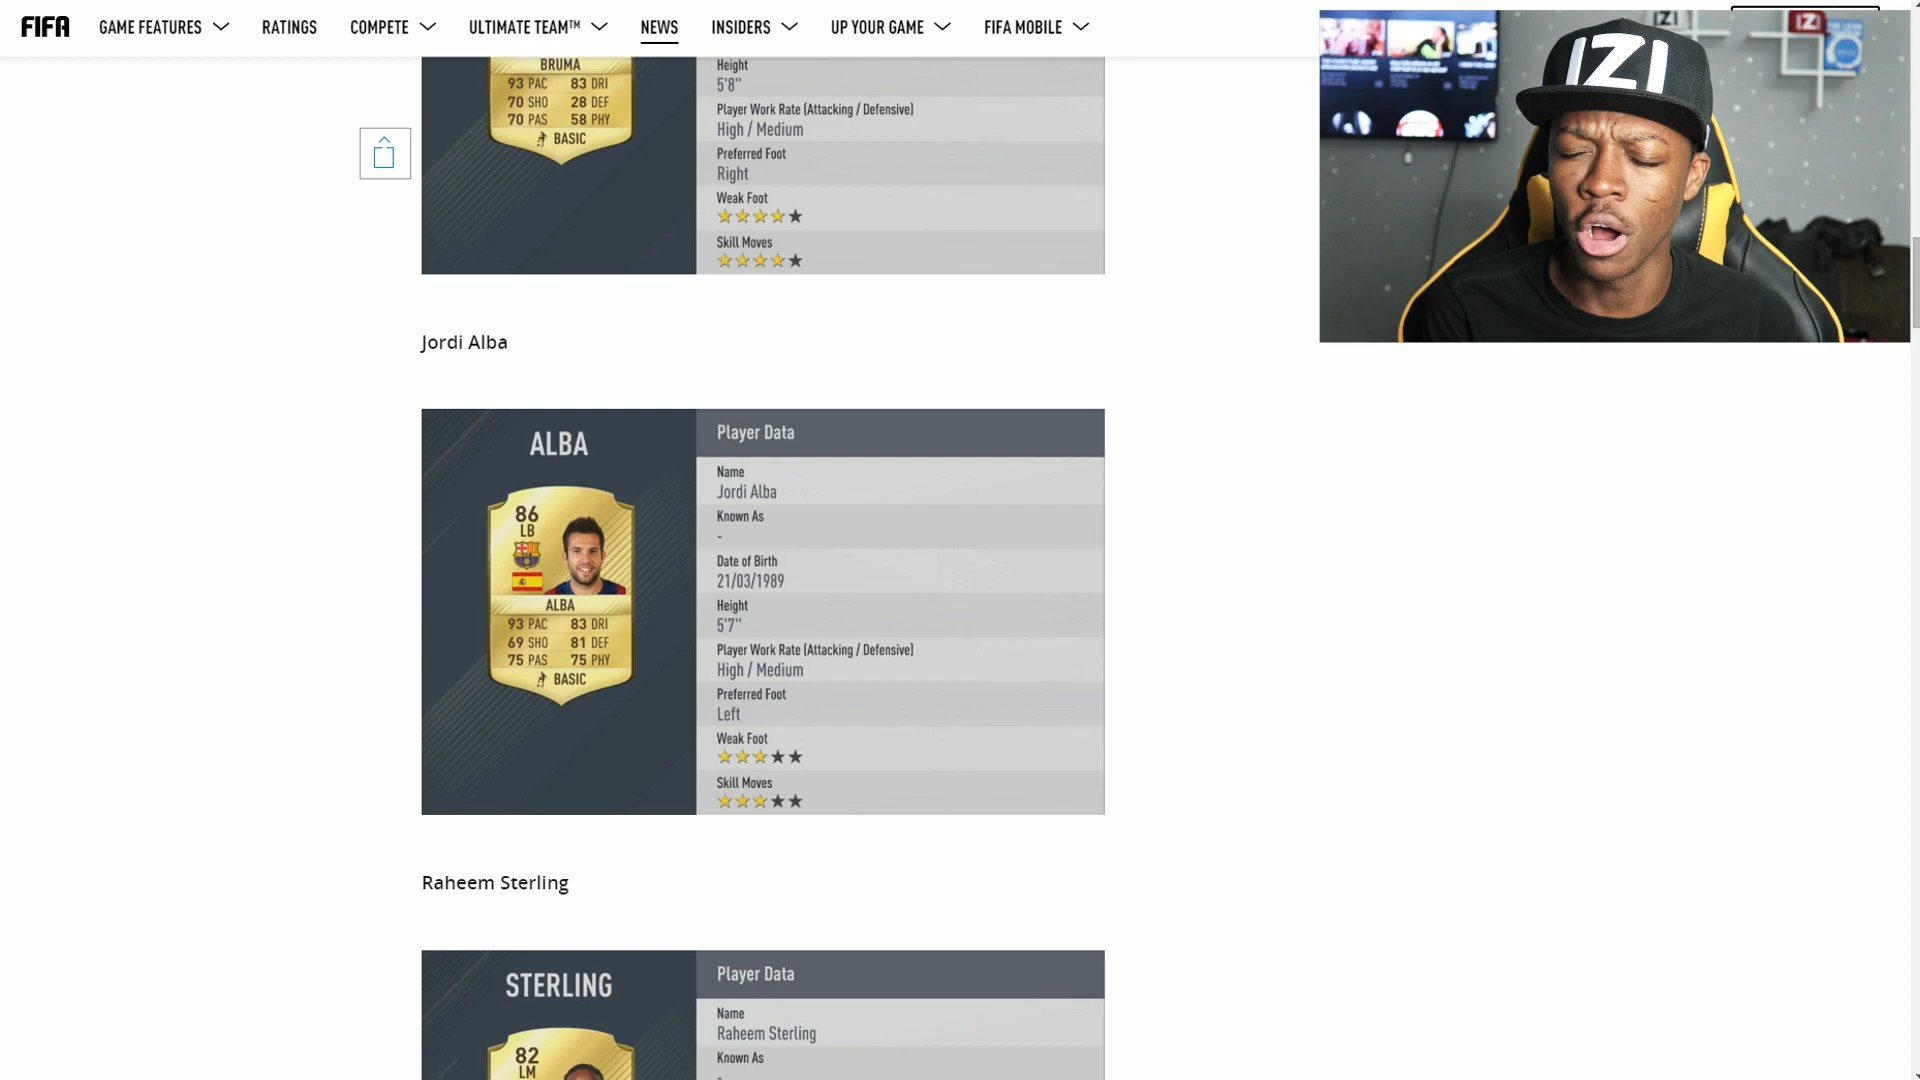 FIFA
GAME FEATURES
RATINGS
COMPETE
ULTIMATE TEAM™
NEWS
INSIDERS
UP YOUR GAME
FIFA MOBILE
BRUMA
93 PAC 83 DRI
70 SHO 28 DEF
70 PAS 58 PHY
BASIC
Height
5'8"
Player Work Rate (Attacking / Defensive)
High / Medium
Preferred Foot
Right
Weak Foot
Skill Moves
Jordi Alba
ALBA
86
LB
ALBA
93 PAC 83 DRI
69 SHO 81 DEF
75 PAS 75 PHY
BASIC
Player Data
Name
Jordi Alba
Known As
-
Date of Birth
21/03/1989
Height
5'7"
Player Work Rate (Attacking / Defensive)
High / Medium
Preferred Foot
Left
Weak Foot
Skill Moves
Raheem Sterling
STERLING
82
LM
Player Data
Name
Raheem Sterling
Known As
-
IZI
IZI
IZI